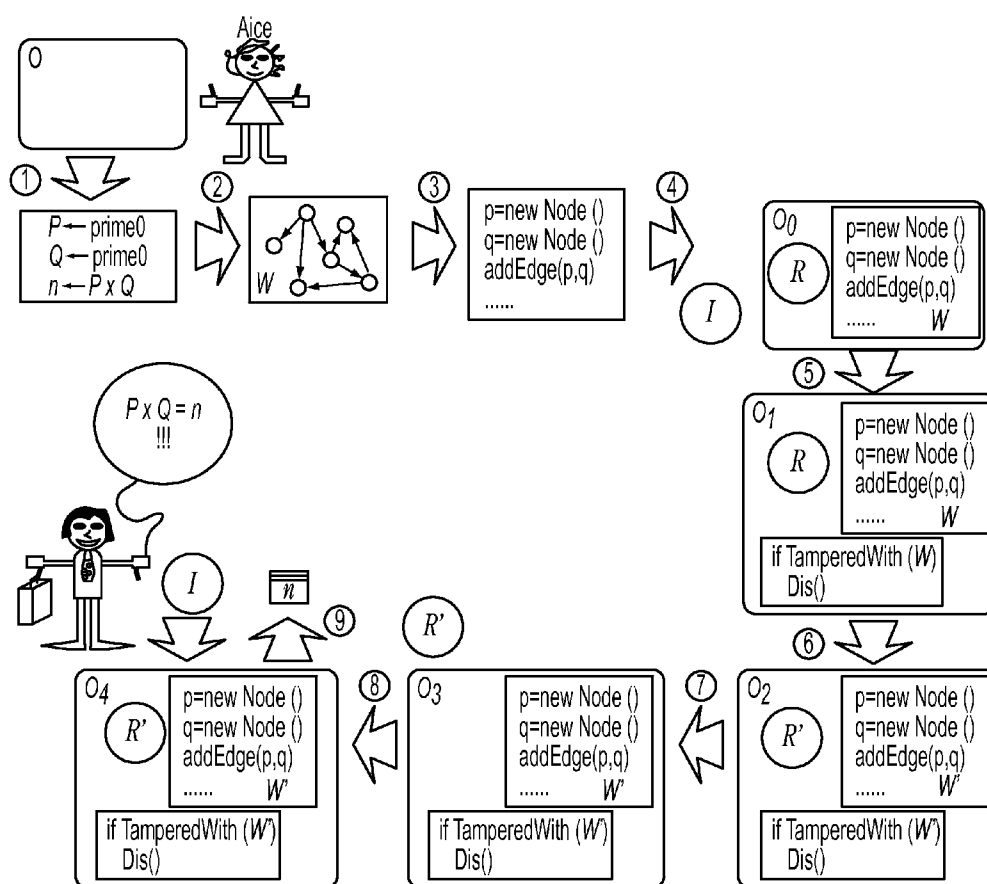 Aice
O
1
P ← prime0
Q ← prime0
n ← P x Q
2
W
3
p=new Node ()
q=new Node ()
addEdge(p,q)
......
4
I
O0
R
p=new Node ()
q=new Node ()
addEdge(p,q)
...... W
5
O1
R
p=new Node ()
q=new Node ()
addEdge(p,q)
...... W
if TamperedWith (W)
Dis()
6
O2
R'
p=new Node ()
q=new Node ()
addEdge(p,q)
...... W'
if TamperedWith (W')
Dis()
7
R'
O3
p=new Node ()
q=new Node ()
addEdge(p,q)
...... W'
if TamperedWith (W')
Dis()
8
O4
R'
p=new Node ()
q=new Node ()
addEdge(p,q)
...... W'
if TamperedWith (W')
Dis()
I
n
9
P x Q = n
!!!